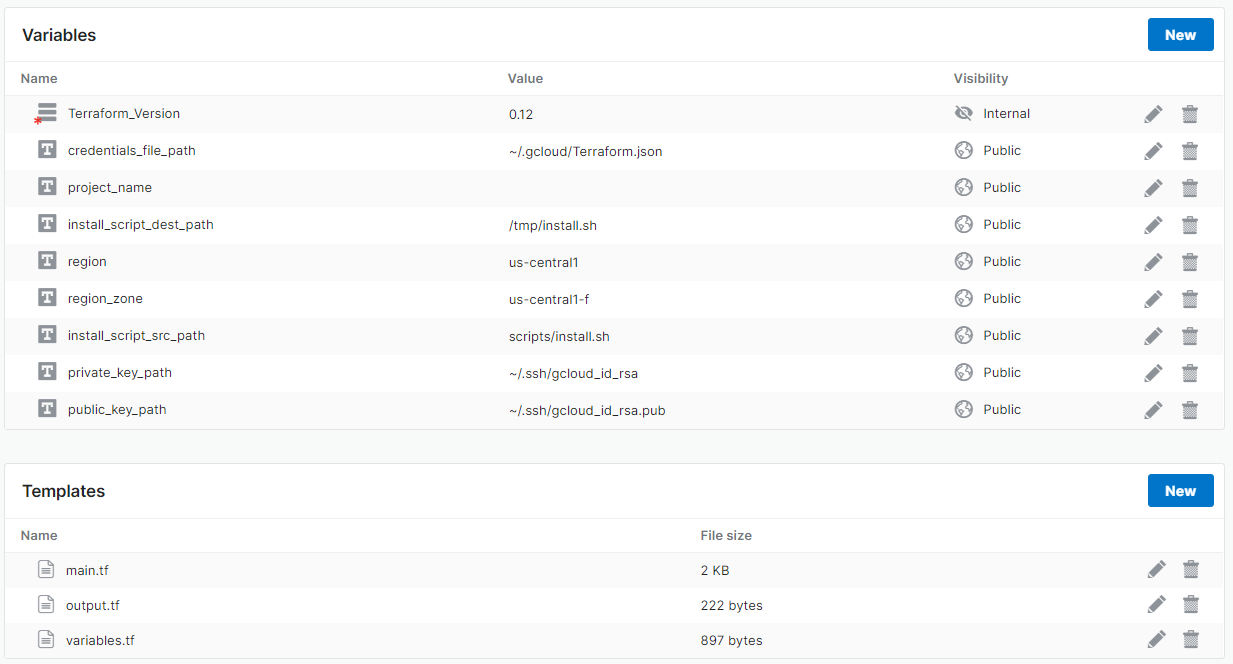 Variables New
Name Value Visibility
Terraform_Version 0.12 Internal
credentials_file_path ~/.gcloud/Terraform.json Public
project_name Public
install_script_dest_path /tmp/install.sh Public
region us-central1 Public
region_zone us-central1-f Public
install_script_src_path scripts/install.sh Public
private_key_path ~/.ssh/gcloud_id_rsa Public
public_key_path ~/.ssh/gcloud_id_rsa.pub Public
Templates New
Name File size
main.tf 2 KB
output.tf 222 bytes
variables.tf 897 bytes